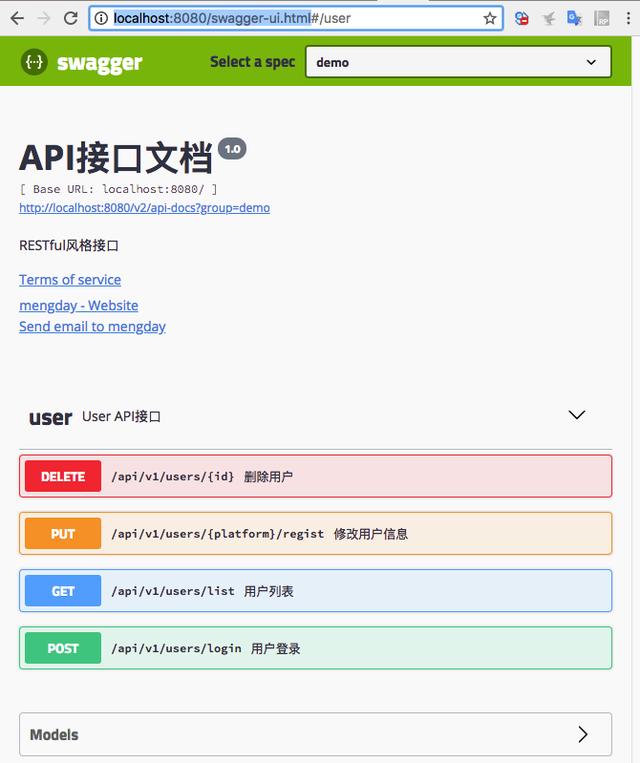 localhost:8080/swagger-ui.html#/user
swagger
Select a spec
demo
API接口文档 1.0
[ Base URL: localhost:8080/ ]
http://localhost:8080/v2/api-docs?group=demo
RESTful风格接口
Terms of service
mengday - Website
Send email to mengday
user User API接口
DELETE /api/v1/users/{id} 删除用户
PUT /api/v1/users/{platform}/regist 修改用户信息
GET /api/v1/users/list 用户列表
POST /api/v1/users/login 用户登录
Models